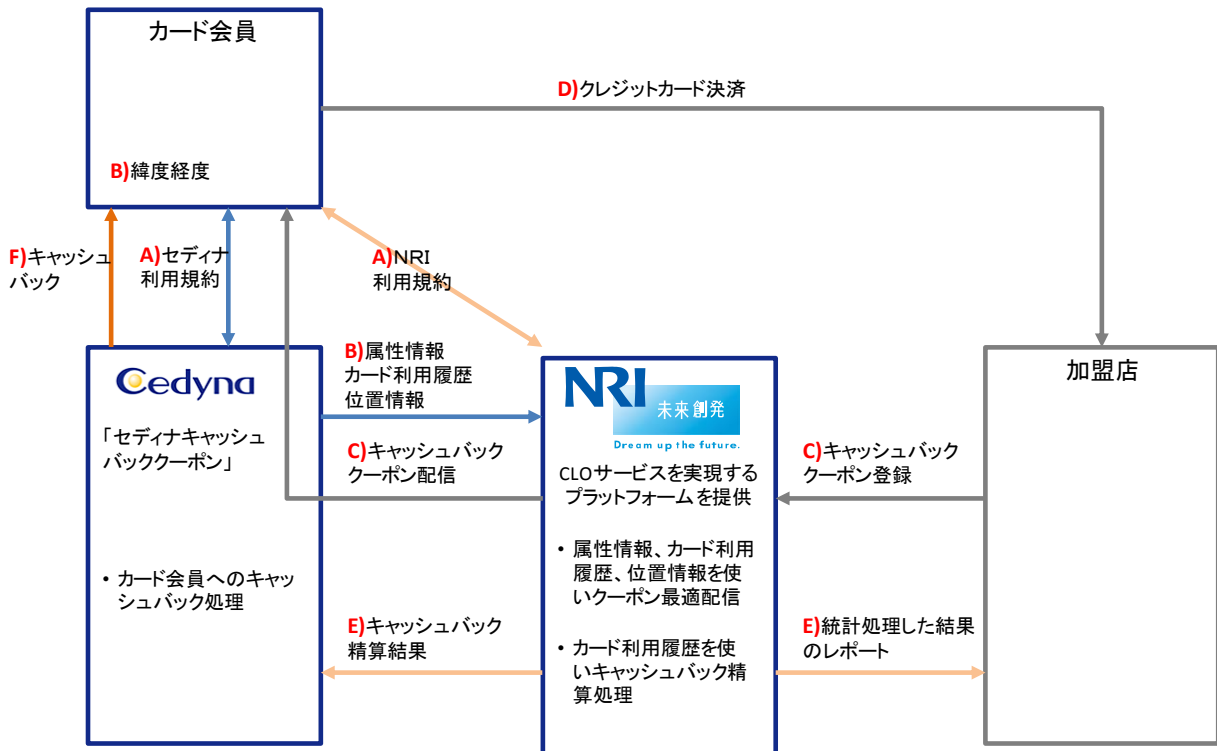 カード会員
D)クレジットカード決済
B)緯度経度
F)キャッシュ
バック
A)セディナ
利用規約
A)NRI
利用規約
Cedyna
「セディナキャッシュ
バッククーポン」
• カード会員へのキャッ
シュバック処理
B)属性情報
カード利用履歴
位置情報
C)キャッシュバック
クーポン配信
E)キャッシュバック
精算結果
NRI
未来創発
Dream up the future.
CLOサービスを実現する
プラットフォームを提供
• 属性情報、カード利用
履歴、位置情報を使
いクーポン最適配信
• カード利用履歴を使
いキャッシュバック精
算処理
C)キャッシュバック
クーポン登録
E)統計処理した結果
のレポート
加盟店